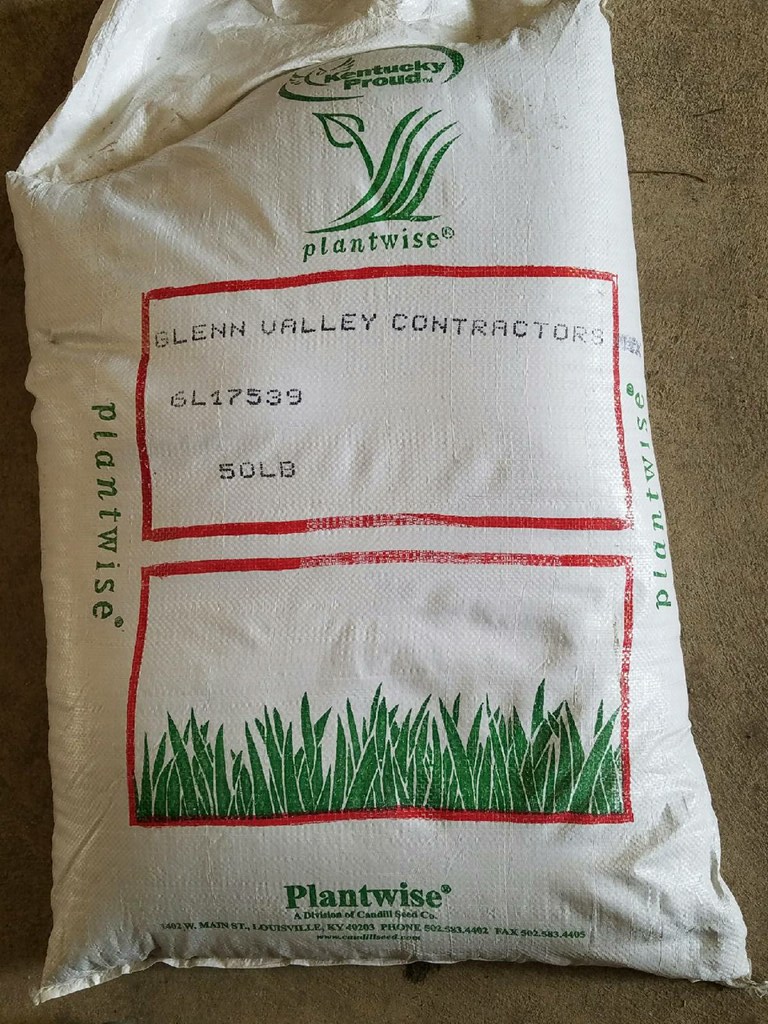 Kentucky
Proud™
plantwise®
GLENN VALLEY CONTRACTORS
GL17539
50LB
plantwise®
plantwise®
Plantwise®
A Division of Caudill Seed Co.
1402 W. MAIN ST., LOUISVILLE, KY 40203 PHONE 502.583.4402 FAX 502.583.4405
www.caudillseed.com